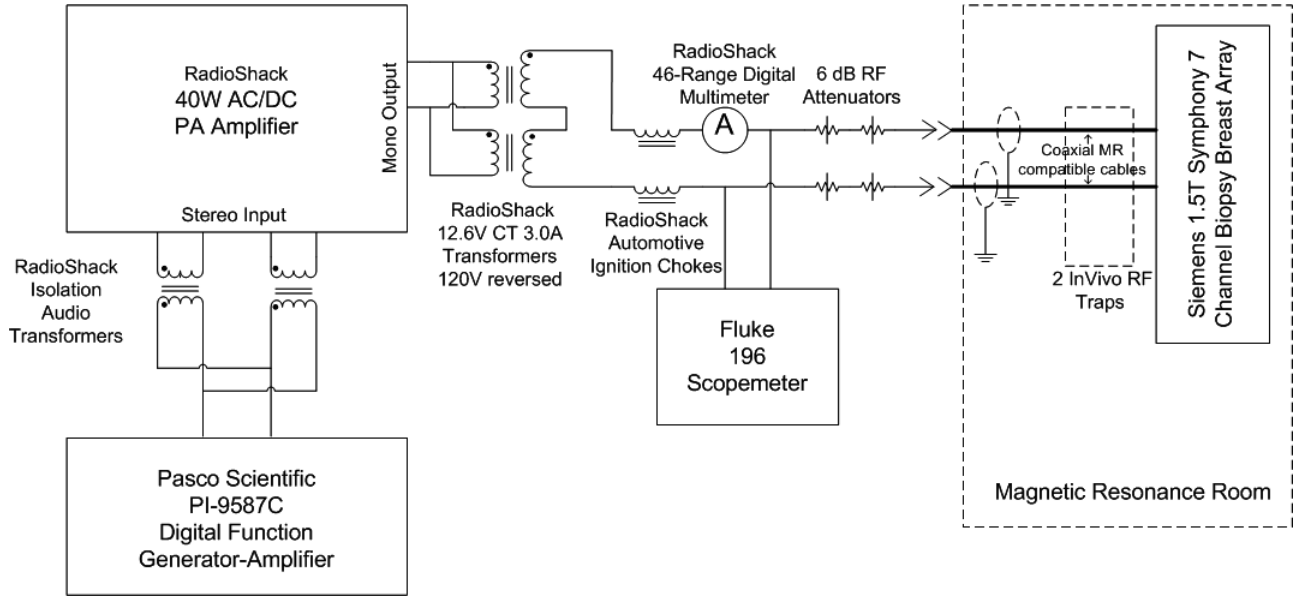 RadioShack
40W AC/DC
PA Amplifier
Mono Output
Stereo Input
RadioShack
Isolation
Audio
Transformers
Pasco Scientific
PI-9587C
Digital Function
Generator-Amplifier
RadioShack
12.6V CT 3.0A
Transformers
120V reversed
RadioShack
46-Range Digital
Multimeter
A
RadioShack
Automotive
Ignition Chokes
Fluke
196
Scopemeter
6 dB RF
Attenuators
Coaxial MR
compatible cables
2 InVivo RF
Traps
Siemens 1.5T Symphony 7
Channel Biopsy Breast Array
Magnetic Resonance Room